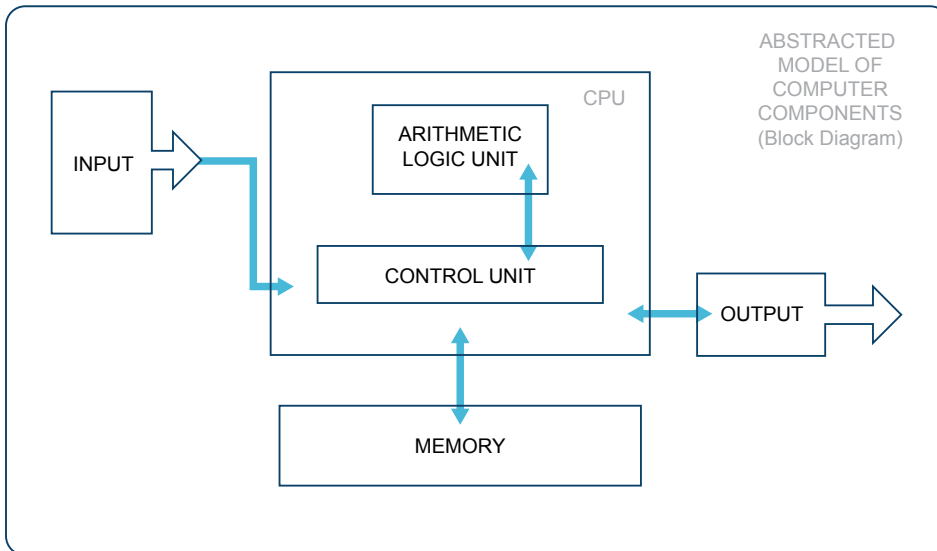 ABSTRACTED
MODEL OF
COMPUTER
COMPONENTS
(Block Diagram)
CPU
INPUT
ARITHMETIC
LOGIC UNIT
CONTROL UNIT
OUTPUT
MEMORY